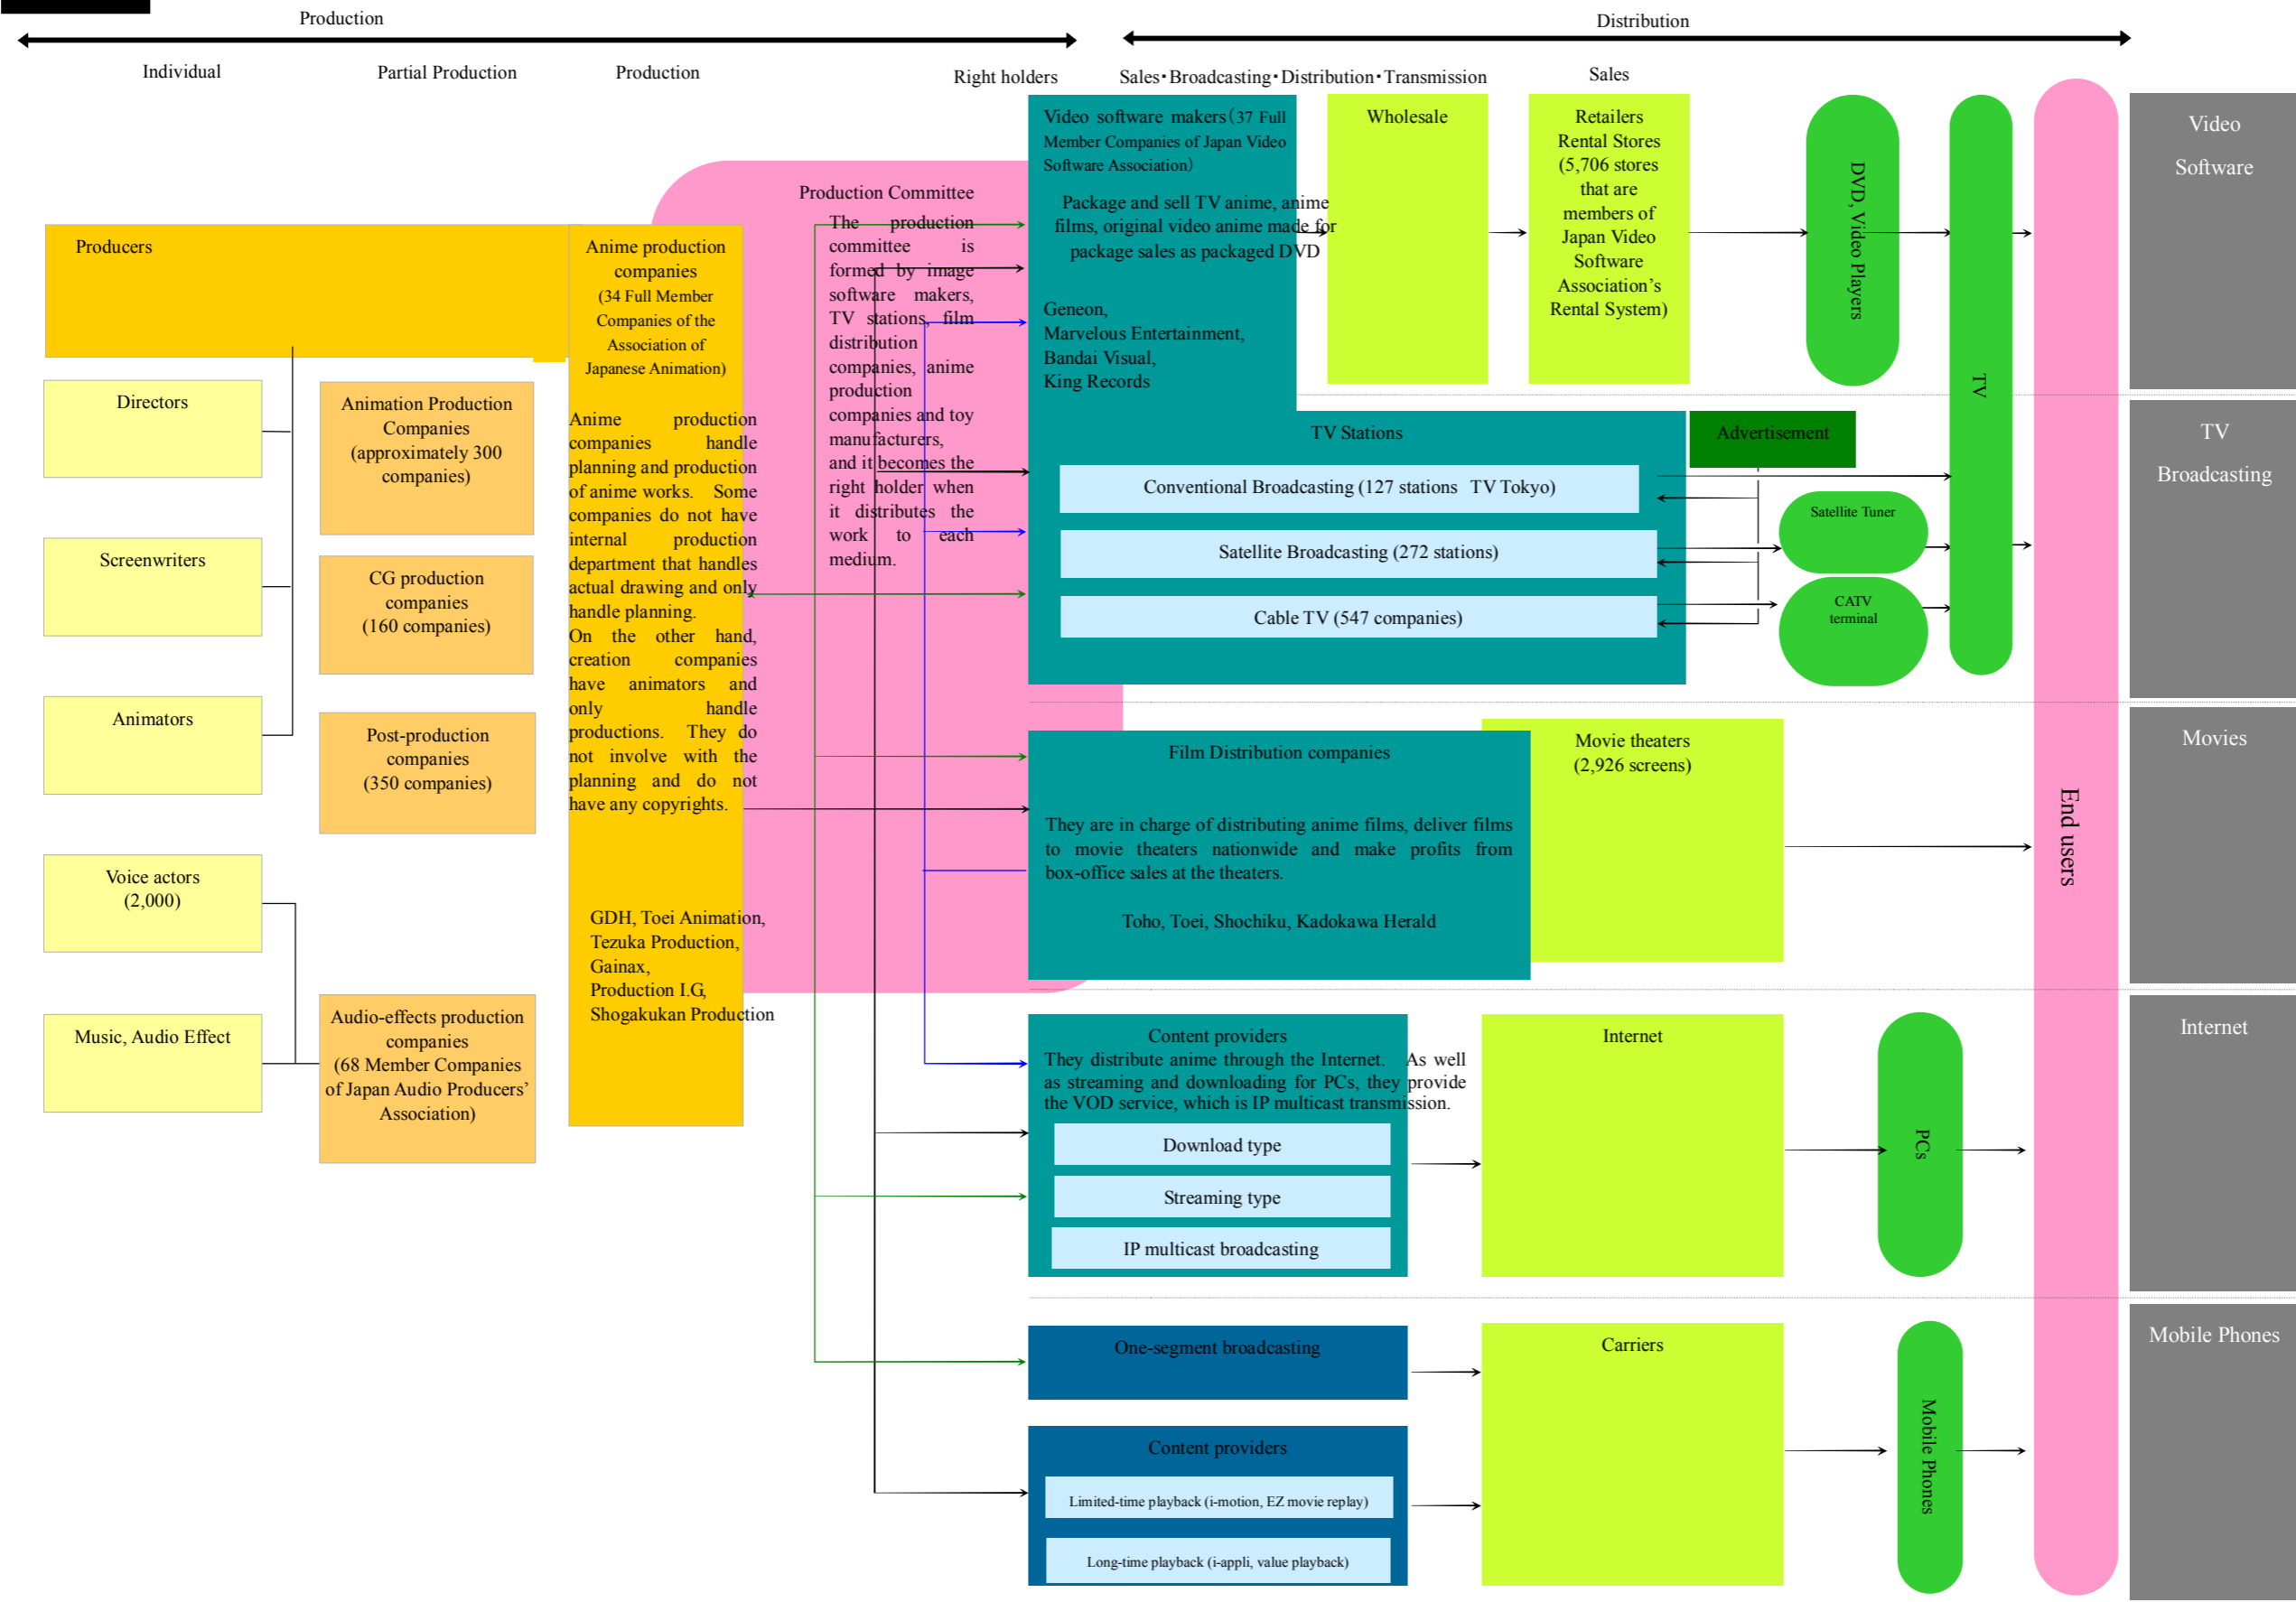 Production
Distribution
Individual
Partial Production
Production
Right holders
Sales・Broadcasting・Distribution・Transmission
Sales
Producers
Directors
Screenwriters
Animators
Voice actors
(2,000)
Music, Audio Effect
Animation Production
Companies
(approximately 300
companies)
CG production
companies
(160 companies)
Post-production
companies
(350 companies)
Audio-effects production
companies
(68 Member Companies
of Japan Audio Producers’
Association)
Anime production
companies
(34 Full Member
Companies of the
Association of
Japanese Animation)
Anime production
companies handle
planning and production
of anime works. Some
companies do not have
internal production
department that handles
actual drawing and only
handle planning.
On the other hand,
creation companies
have animators and
only handle
productions. They do
not involve with the
planning and do not
have any copyrights.
GDH, Toei Animation,
Tezuka Production,
Gainax,
Production I.G,
Shogakukan Production
Production Committee
The production
committee is
formed by image
software makers,
TV stations, film
distribution
companies, anime
production
companies and toy
manufacturers,
and it becomes the
right holder when
it distributes the
work to each
medium.
Video software makers(37 Full
Member Companies of Japan Video
Software Association)
Package and sell TV anime, anime
films, original video anime made for
package sales as packaged DVD
Geneon,
Marvelous Entertainment,
Bandai Visual,
King Records
Wholesale
Retailers
Rental Stores
(5,706 stores
that are
members of
Japan Video
Software
Association’s
Rental System)
DVD, Video Players
TV
End users
Video
Software
TV Stations
Conventional Broadcasting (127 stations TV Tokyo)
Satellite Broadcasting (272 stations)
Cable TV (547 companies)
Advertisement
Satellite Tuner
CATV
terminal
TV
Broadcasting
Film Distribution companies
They are in charge of distributing anime films, deliver films
to movie theaters nationwide and make profits from
box-office sales at the theaters.
Toho, Toei, Shochiku, Kadokawa Herald
Movie theaters
(2,926 screens)
Movies
Content providers
They distribute anime through the Internet. As well
as streaming and downloading for PCs, they provide
the VOD service, which is IP multicast transmission.
Download type
Streaming type
IP multicast broadcasting
Internet
PCs
Internet
One-segment broadcasting
Content providers
Limited-time playback (i-motion, EZ movie replay)
Long-time playback (i-appli, value playback)
Carriers
Mobile Phones
Mobile Phones